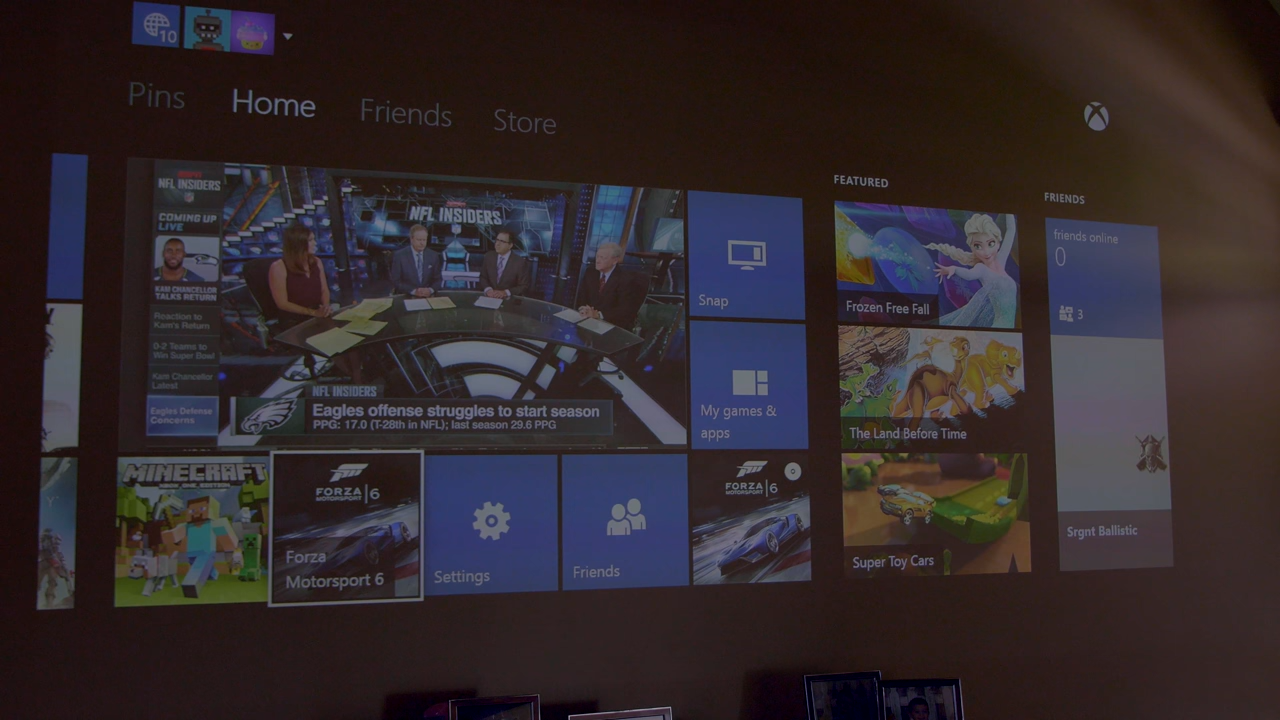 10
Pins
Home
Friends
Store
NFL INSIDERS
COMING UP
LIVE
KAM CHANCELLOR
TALKS RETURN
Reaction to
Kam's Return
0-2 Teams to
Win Super Bowl
Kam Chancellor
Latest
Eagles Defense
Concerns
NFL INSIDERS
NFL INSIDERS
Eagles offense struggles to start season
PPG: 17.0 (T-28th in NFL); last season 29.6 PPG
Snap
My games &
apps
MINECRAFT
XBOX ONE EDITION
FORZA
MOTORSPORT 6
Forza
Motorsport 6
Settings
Friends
FORZA
MOTORSPORT 6
FEATURED
Frozen Free Fall
The Land Before Time
Super Toy Cars
FRIENDS
friends online
0
3
Srgnt Ballistic